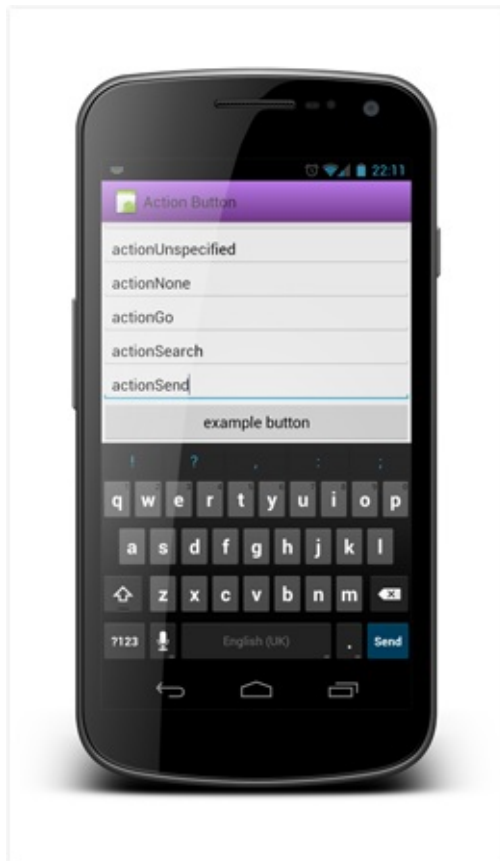 22:11
Action Button
actionUnspecified
actionNone
actionGo
actionSearch
actionSend
example button
! ? , : ;
q w e r t y u i o p
a s d f g h j k l
z x c v b n m
?123 English (UK) . Send